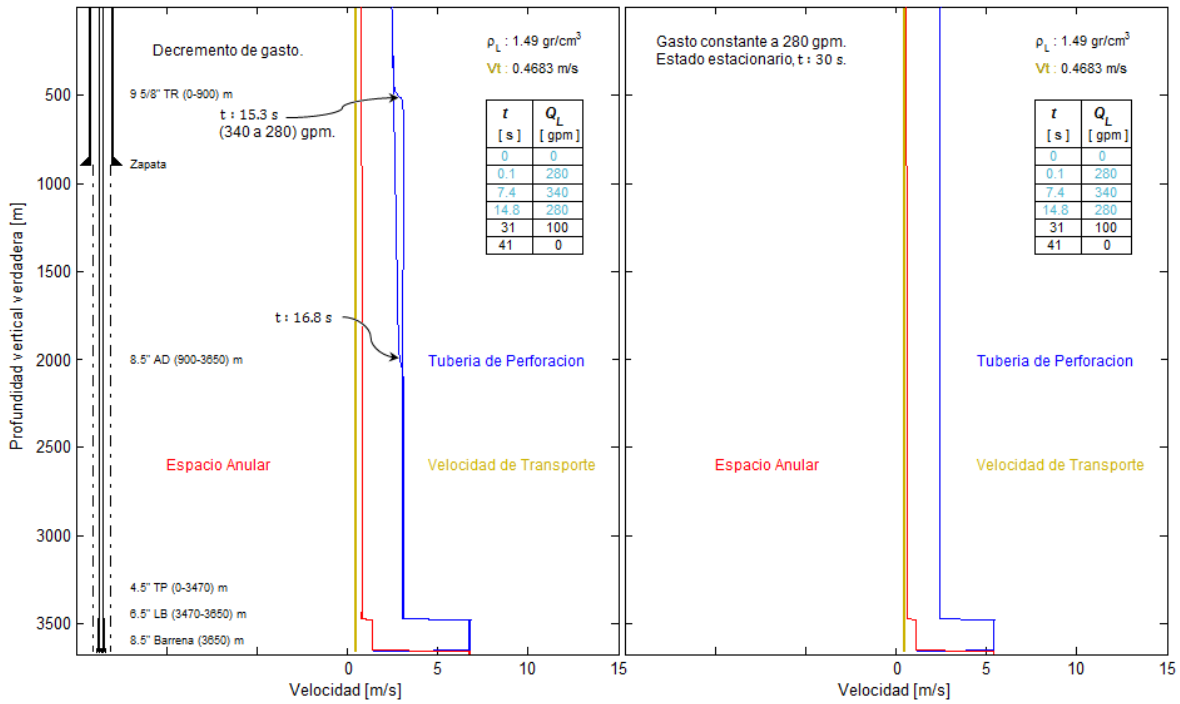 Decremento de gasto.
ρL : 1.49 gr/cm3
Vt : 0.4683 m/s
9 5/8" TR (0-900) m
t : 15.3 s
(340 a 280) gpm.
Zapata
t QL
[ s ] [ gpm ]
0 0
0.1 280
7.4 340
14.8 280
31 100
41 0
t : 16.8 s
8.5" AD (900-3650) m
Tuberia de Perforacion
Espacio Anular
Velocidad de Transporte
4.5" TP (0-3470) m
6.5" LB (3470-3650) m
8.5" Barrena (3650) m
Profundidad vertical verdadera [m]
500
1000
1500
2000
2500
3000
3500
0 5 10 15
Velocidad [m/s]
Gasto constante a 280 gpm.
Estado estacionario, t : 30 s.
ρL : 1.49 gr/cm3
Vt : 0.4683 m/s
t QL
[ s ] [ gpm ]
0 0
0.1 280
7.4 340
14.8 280
31 100
41 0
Tuberia de Perforacion
Espacio Anular
Velocidad de Transporte
0 5 10 15
Velocidad [m/s]